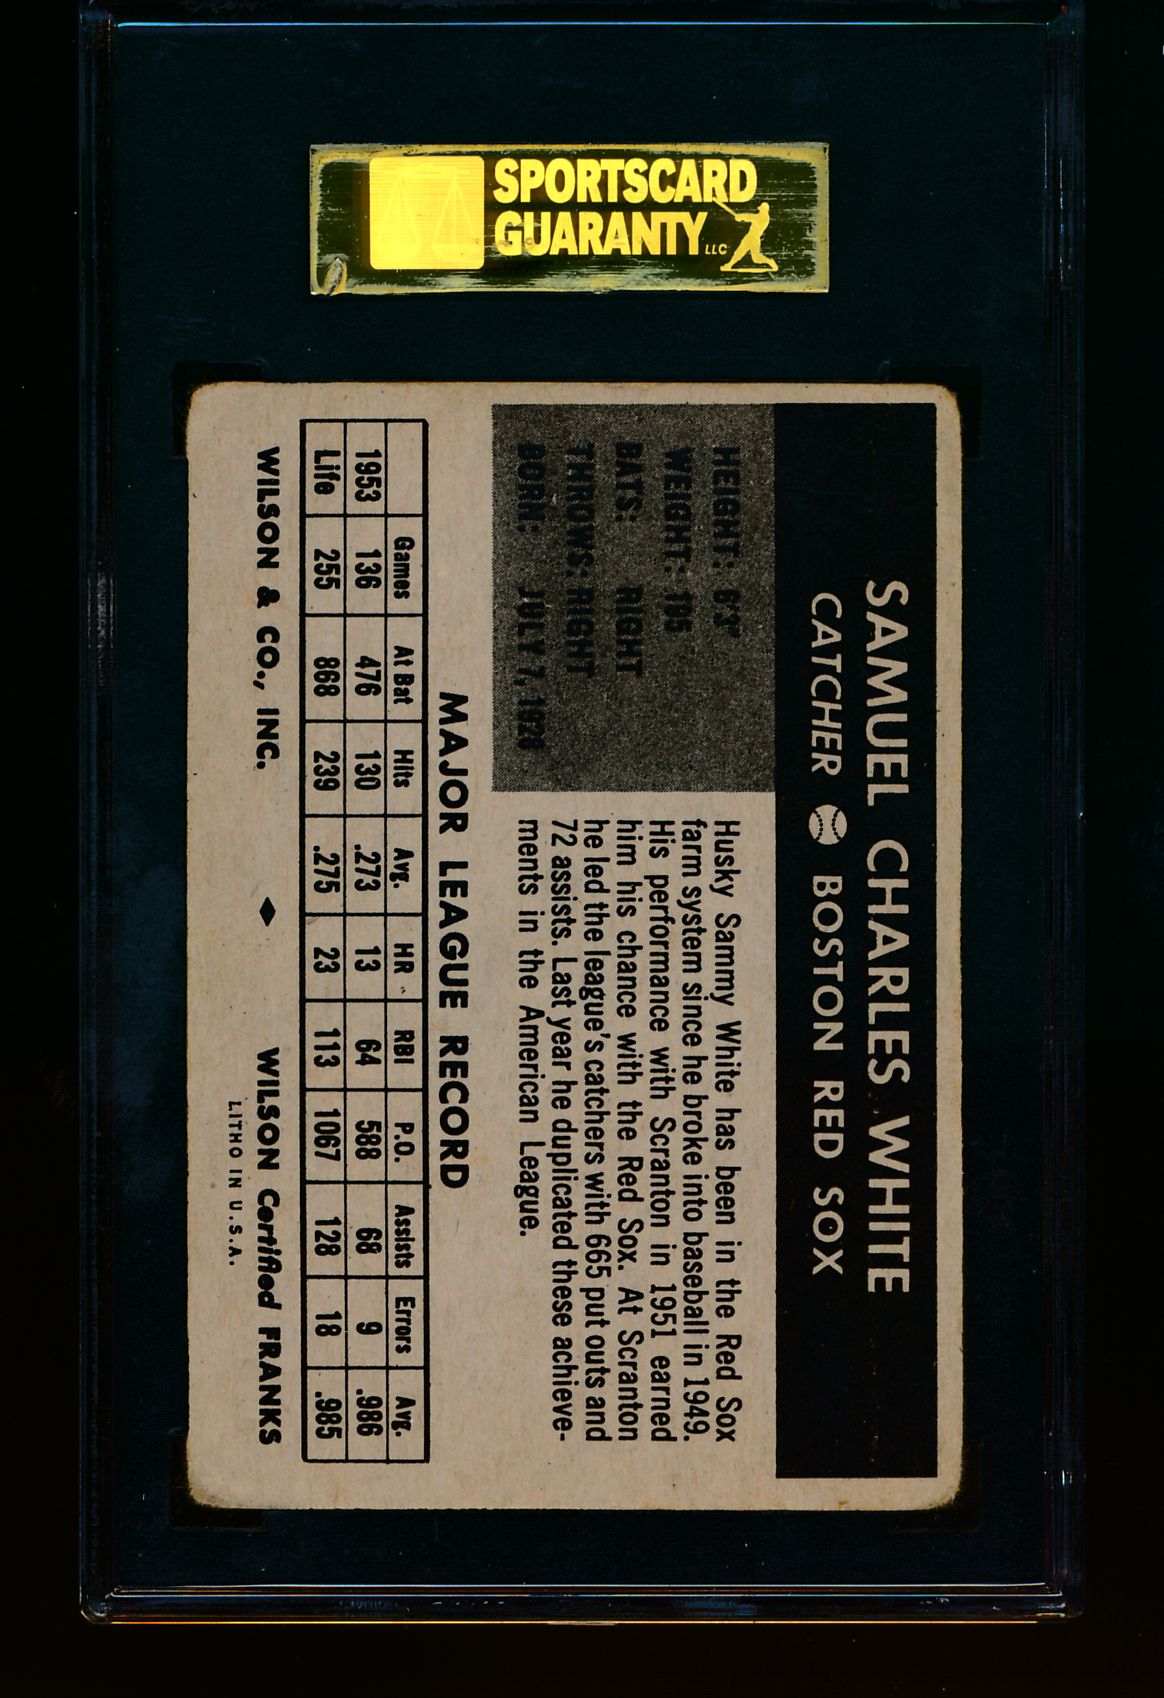 SPORTSCARD
GUARANTY LLC
SAMUEL CHARLES WHITE
CATCHER BOSTON RED SOX
HEIGHT: 6'3"
WEIGHT: 195
BATS: RIGHT
THROWS: RIGHT
BORN: JULY 7, 1928
Husky Sammy White has been in the Red Sox
farm system since he broke into baseball in 1949.
His performance with Scranton in 1951 earned
him his chance with the Red Sox. At Scranton
he led the league's catchers with 665 put outs and
72 assists. Last year he duplicated these achieve-
ments in the American League.
MAJOR LEAGUE RECORD
Games At Bat Hits Avg. HR RBI P.O. Assists Errors Avg.
1953 136 476 130 .273 13 64 588 68 9 .986
Life 255 868 239 .275 23 113 1067 128 18 .985
WILSON & CO., INC. ♦ WILSON Certified FRANKS
LITHO IN U.S.A.